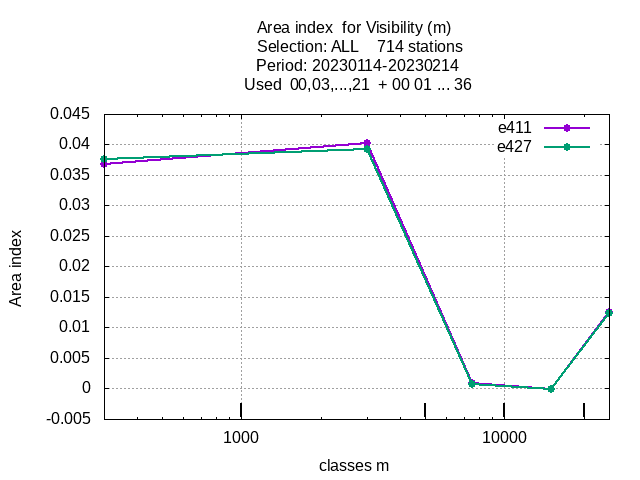 Area index  for Visibility (m)
Selection: ALL    714 stations
Period: 20230114-20230214
Used  00,03,...,21  + 00 01 ... 36
e411
e427
0.045
0.04
0.035
0.03
0.025
0.02
0.015
0.01
0.005
0
-0.005
Area index
1000
10000
classes m